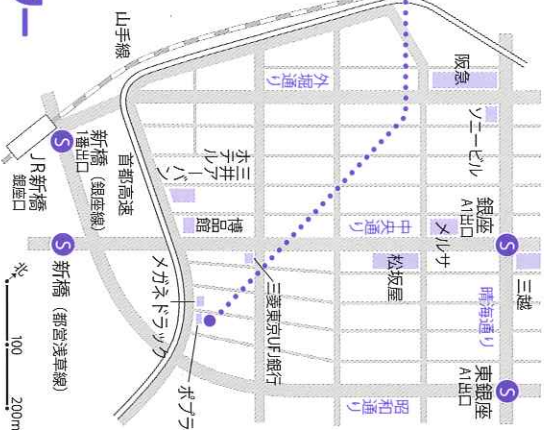 山手線
阪急
ソニービル
外堀通り
銀座
A1出口
三越
メルサ
中央通り
松坂屋
晴海通り
東銀座
A1出口
昭和通り
三菱東京UFJ銀行
三井アーバン
ホテル
博品館
首都高速
新橋（銀座線）
1番出口
JR新橋
銀座口
新橋（都営浅草線）
メガネドラッグ
ポプラ
北
100
200m
S
S
S
S